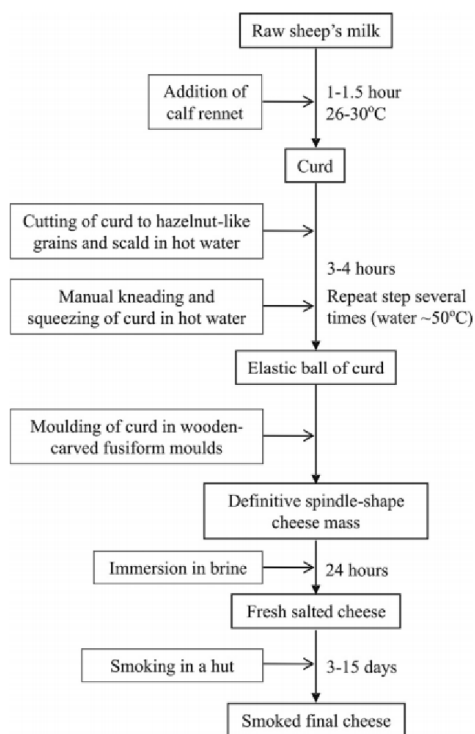 Raw sheep's milk
Addition of
calf rennet
1-1.5 hour
26-30°C
Curd
Cutting of curd to hazelnut-like
grains and scald in hot water
3-4 hours
Manual kneading and
squeezing of curd in hot water
Repeat step several
times (water ~50°C)
Elastic ball of curd
Moulding of curd in wooden-
carved fusiform moulds
Definitive spindle-shape
cheese mass
Immersion in brine
24 hours
Fresh salted cheese
Smoking in a hut
3-15 days
Smoked final cheese